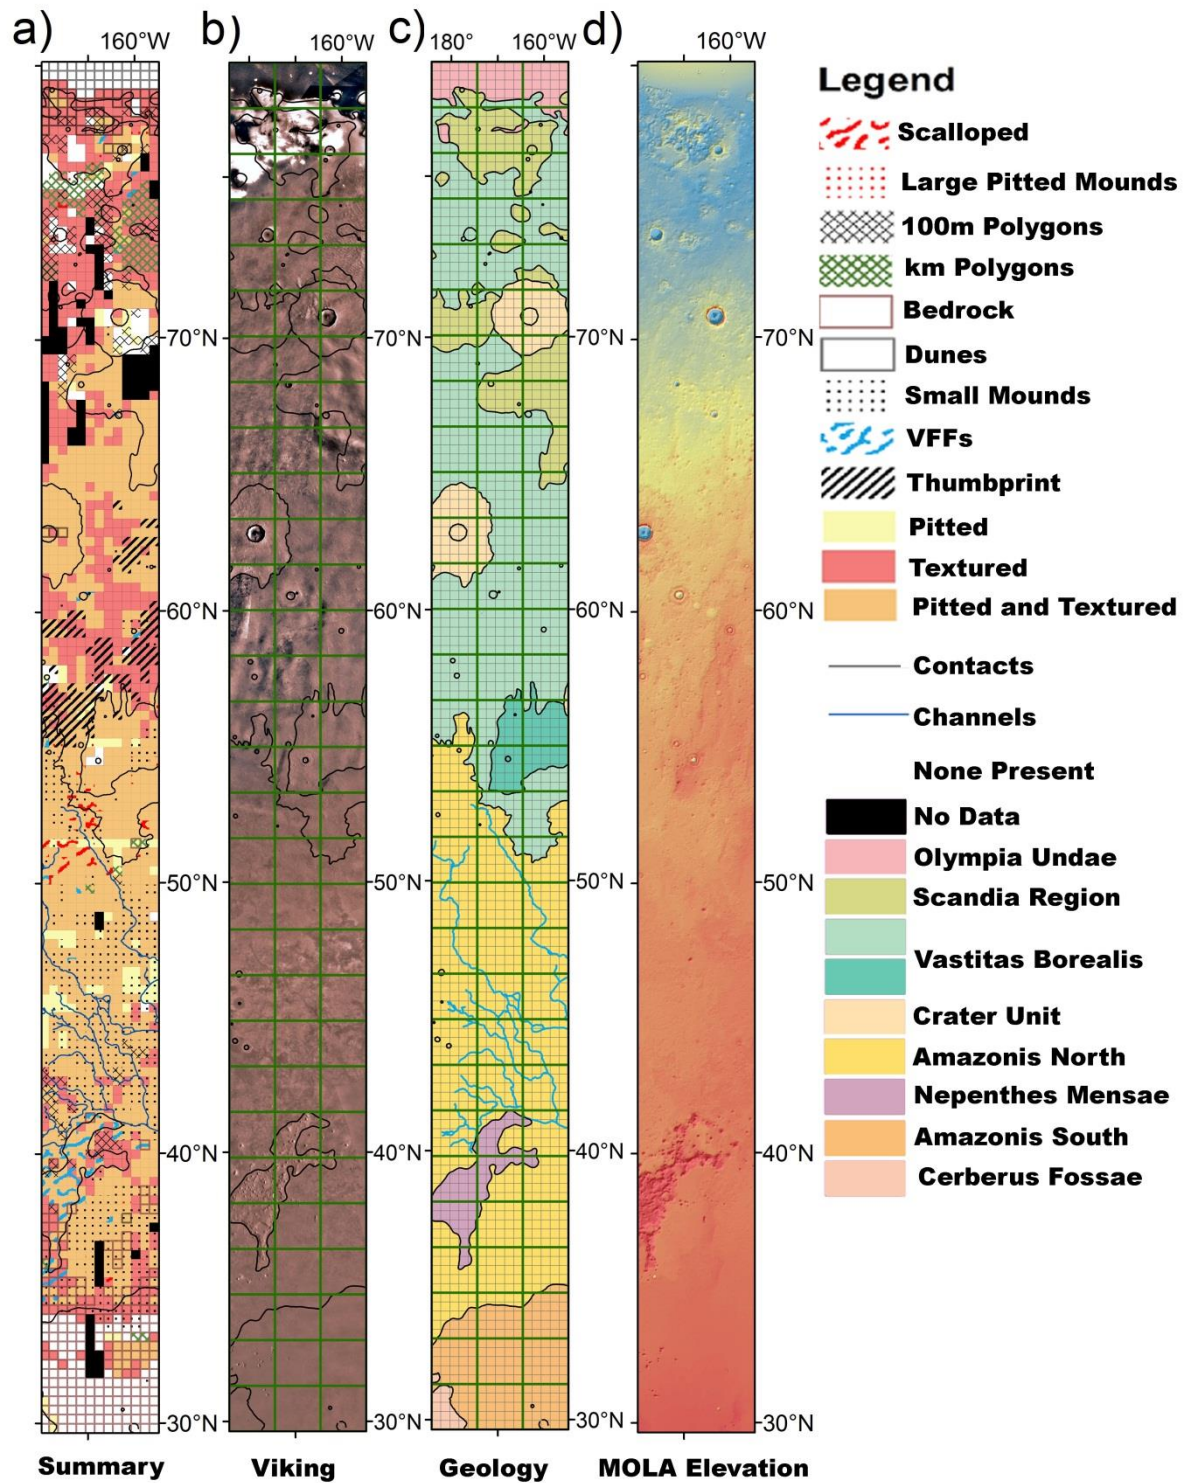 a)
b)
c)
d)
160°W
160°W
180°
160°W
160°W
70°N
70°N
70°N
70°N
60°N
60°N
60°N
60°N
50°N
50°N
50°N
50°N
40°N
40°N
40°N
40°N
30°N
30°N
30°N
30°N
Summary
Viking
Geology
MOLA Elevation
Legend
Scalloped
Large Pitted Mounds
100m Polygons
km Polygons
Bedrock
Dunes
Small Mounds
VFFs
Thumbprint
Pitted
Textured
Pitted and Textured
Contacts
Channels
None Present
No Data
Olympia Undae
Scandia Region
Vastitas Borealis
Crater Unit
Amazonis North
Nepenthes Mensae
Amazonis South
Cerberus Fossae